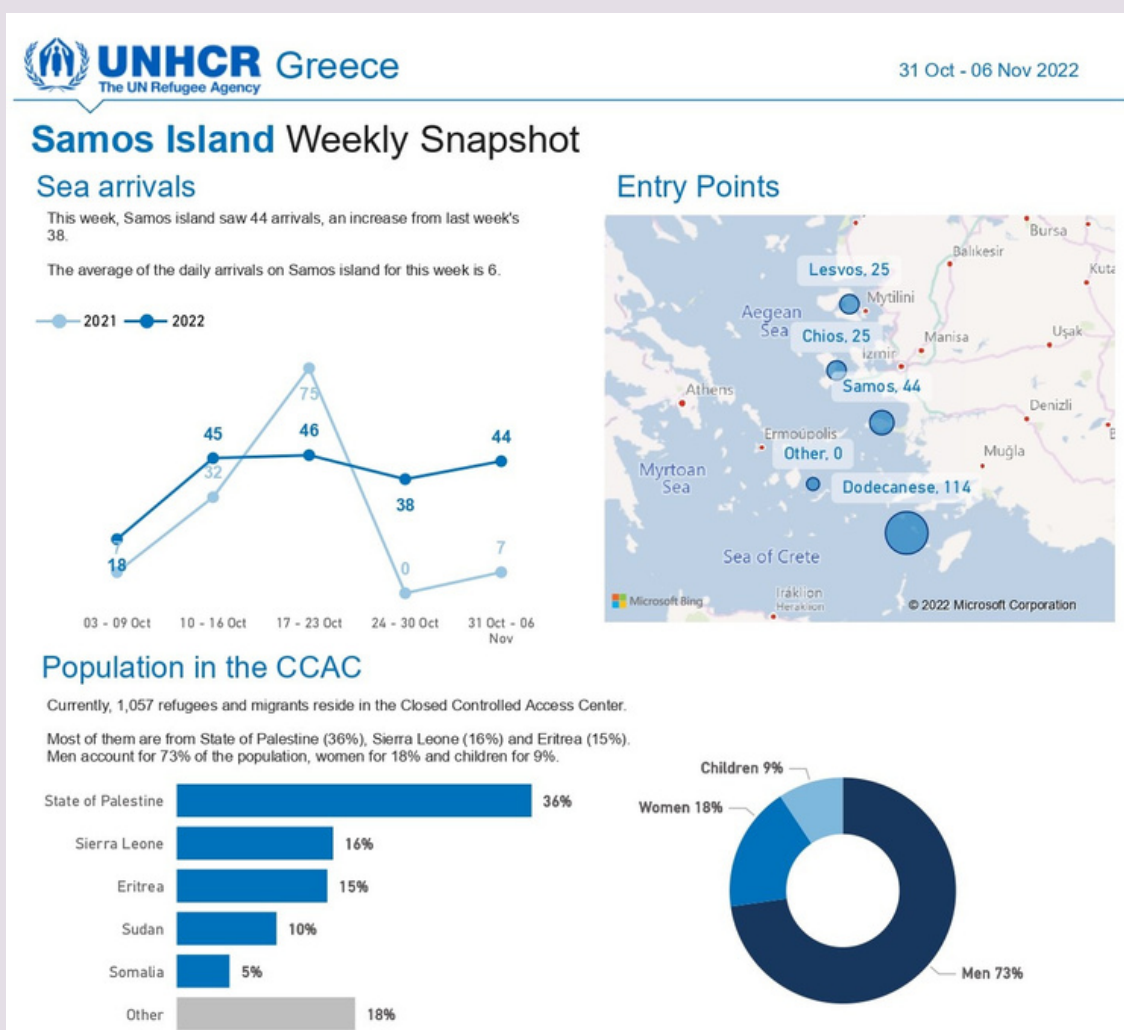 UNHCR Greece
The UN Refugee Agency
31 Oct - 06 Nov 2022
Samos Island Weekly Snapshot
Sea arrivals
This week, Samos island saw 44 arrivals, an increase from last week's
38.
The average of the daily arrivals on Samos island for this week is 6.
2021 2022
75
45
46
44
32
38
0
7
7
18
03 - 09 Oct
10 - 16 Oct
17 - 23 Oct
24 - 30 Oct
31 Oct - 06
Nov
Entry Points
Bursa
Balıkesir
Kuta
Lesvos, 25
Mytilini
Aegean
Sea
Chios, 25
Manisa
Uşak
İzmir
Samos, 44
Athens
Denizli
Ermoúpolis
Other, 0
Muğla
Myrtoan
Sea
Dodecanese, 114
Sea of Crete
Iráklion
Heraklion
Microsoft Bing
© 2022 Microsoft Corporation
Population in the CCAC
Currently, 1,057 refugees and migrants reside in the Closed Controlled Access Center.
Most of them are from State of Palestine (36%), Sierra Leone (16%) and Eritrea (15%).
Men account for 73% of the population, women for 18% and children for 9%.
State of Palestine 36%
Sierra Leone 16%
Eritrea 15%
Sudan 10%
Somalia 5%
Other 18%
Children 9%
Women 18%
Men 73%